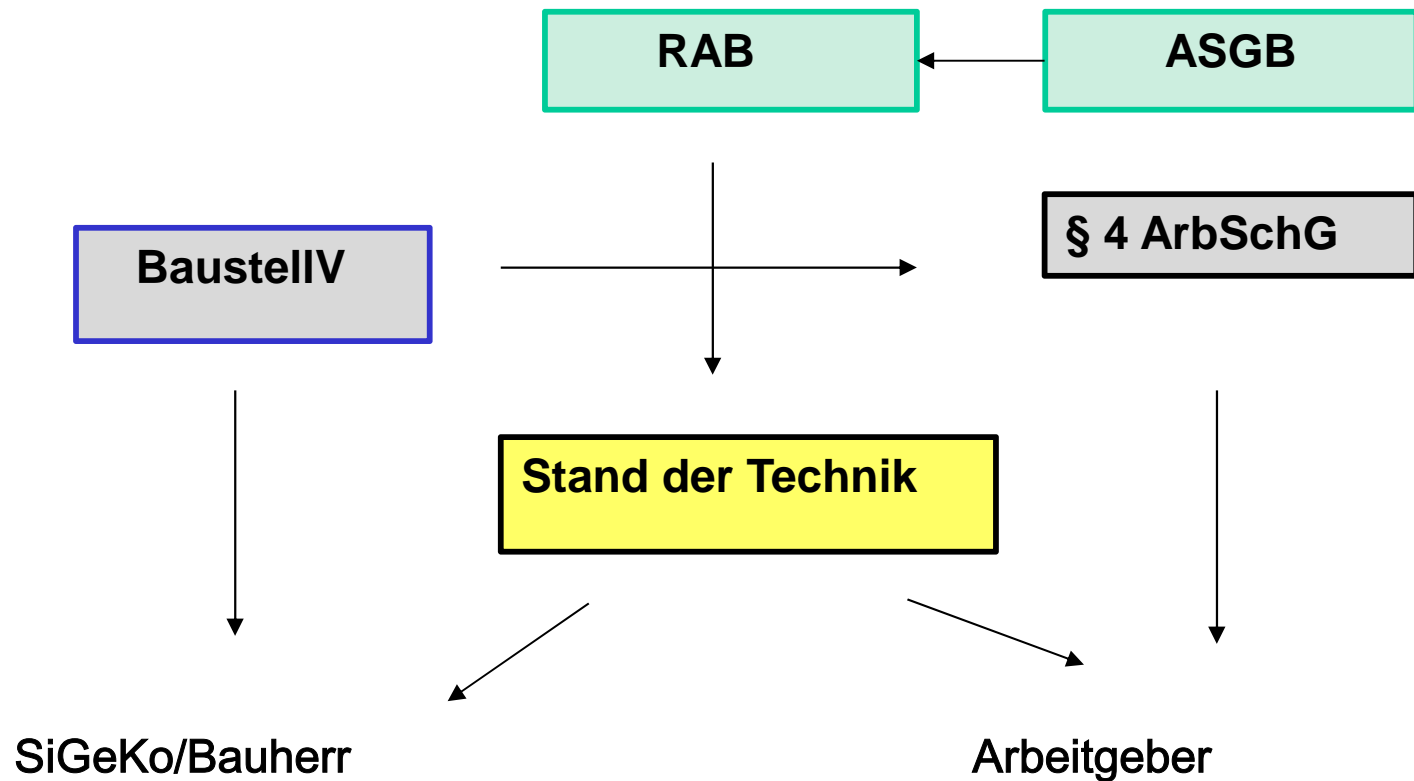 RAB
ASGB
BaustellV
§ 4 ArbSchG
Stand der Technik
SiGeKo/Bauherr
Arbeitgeber